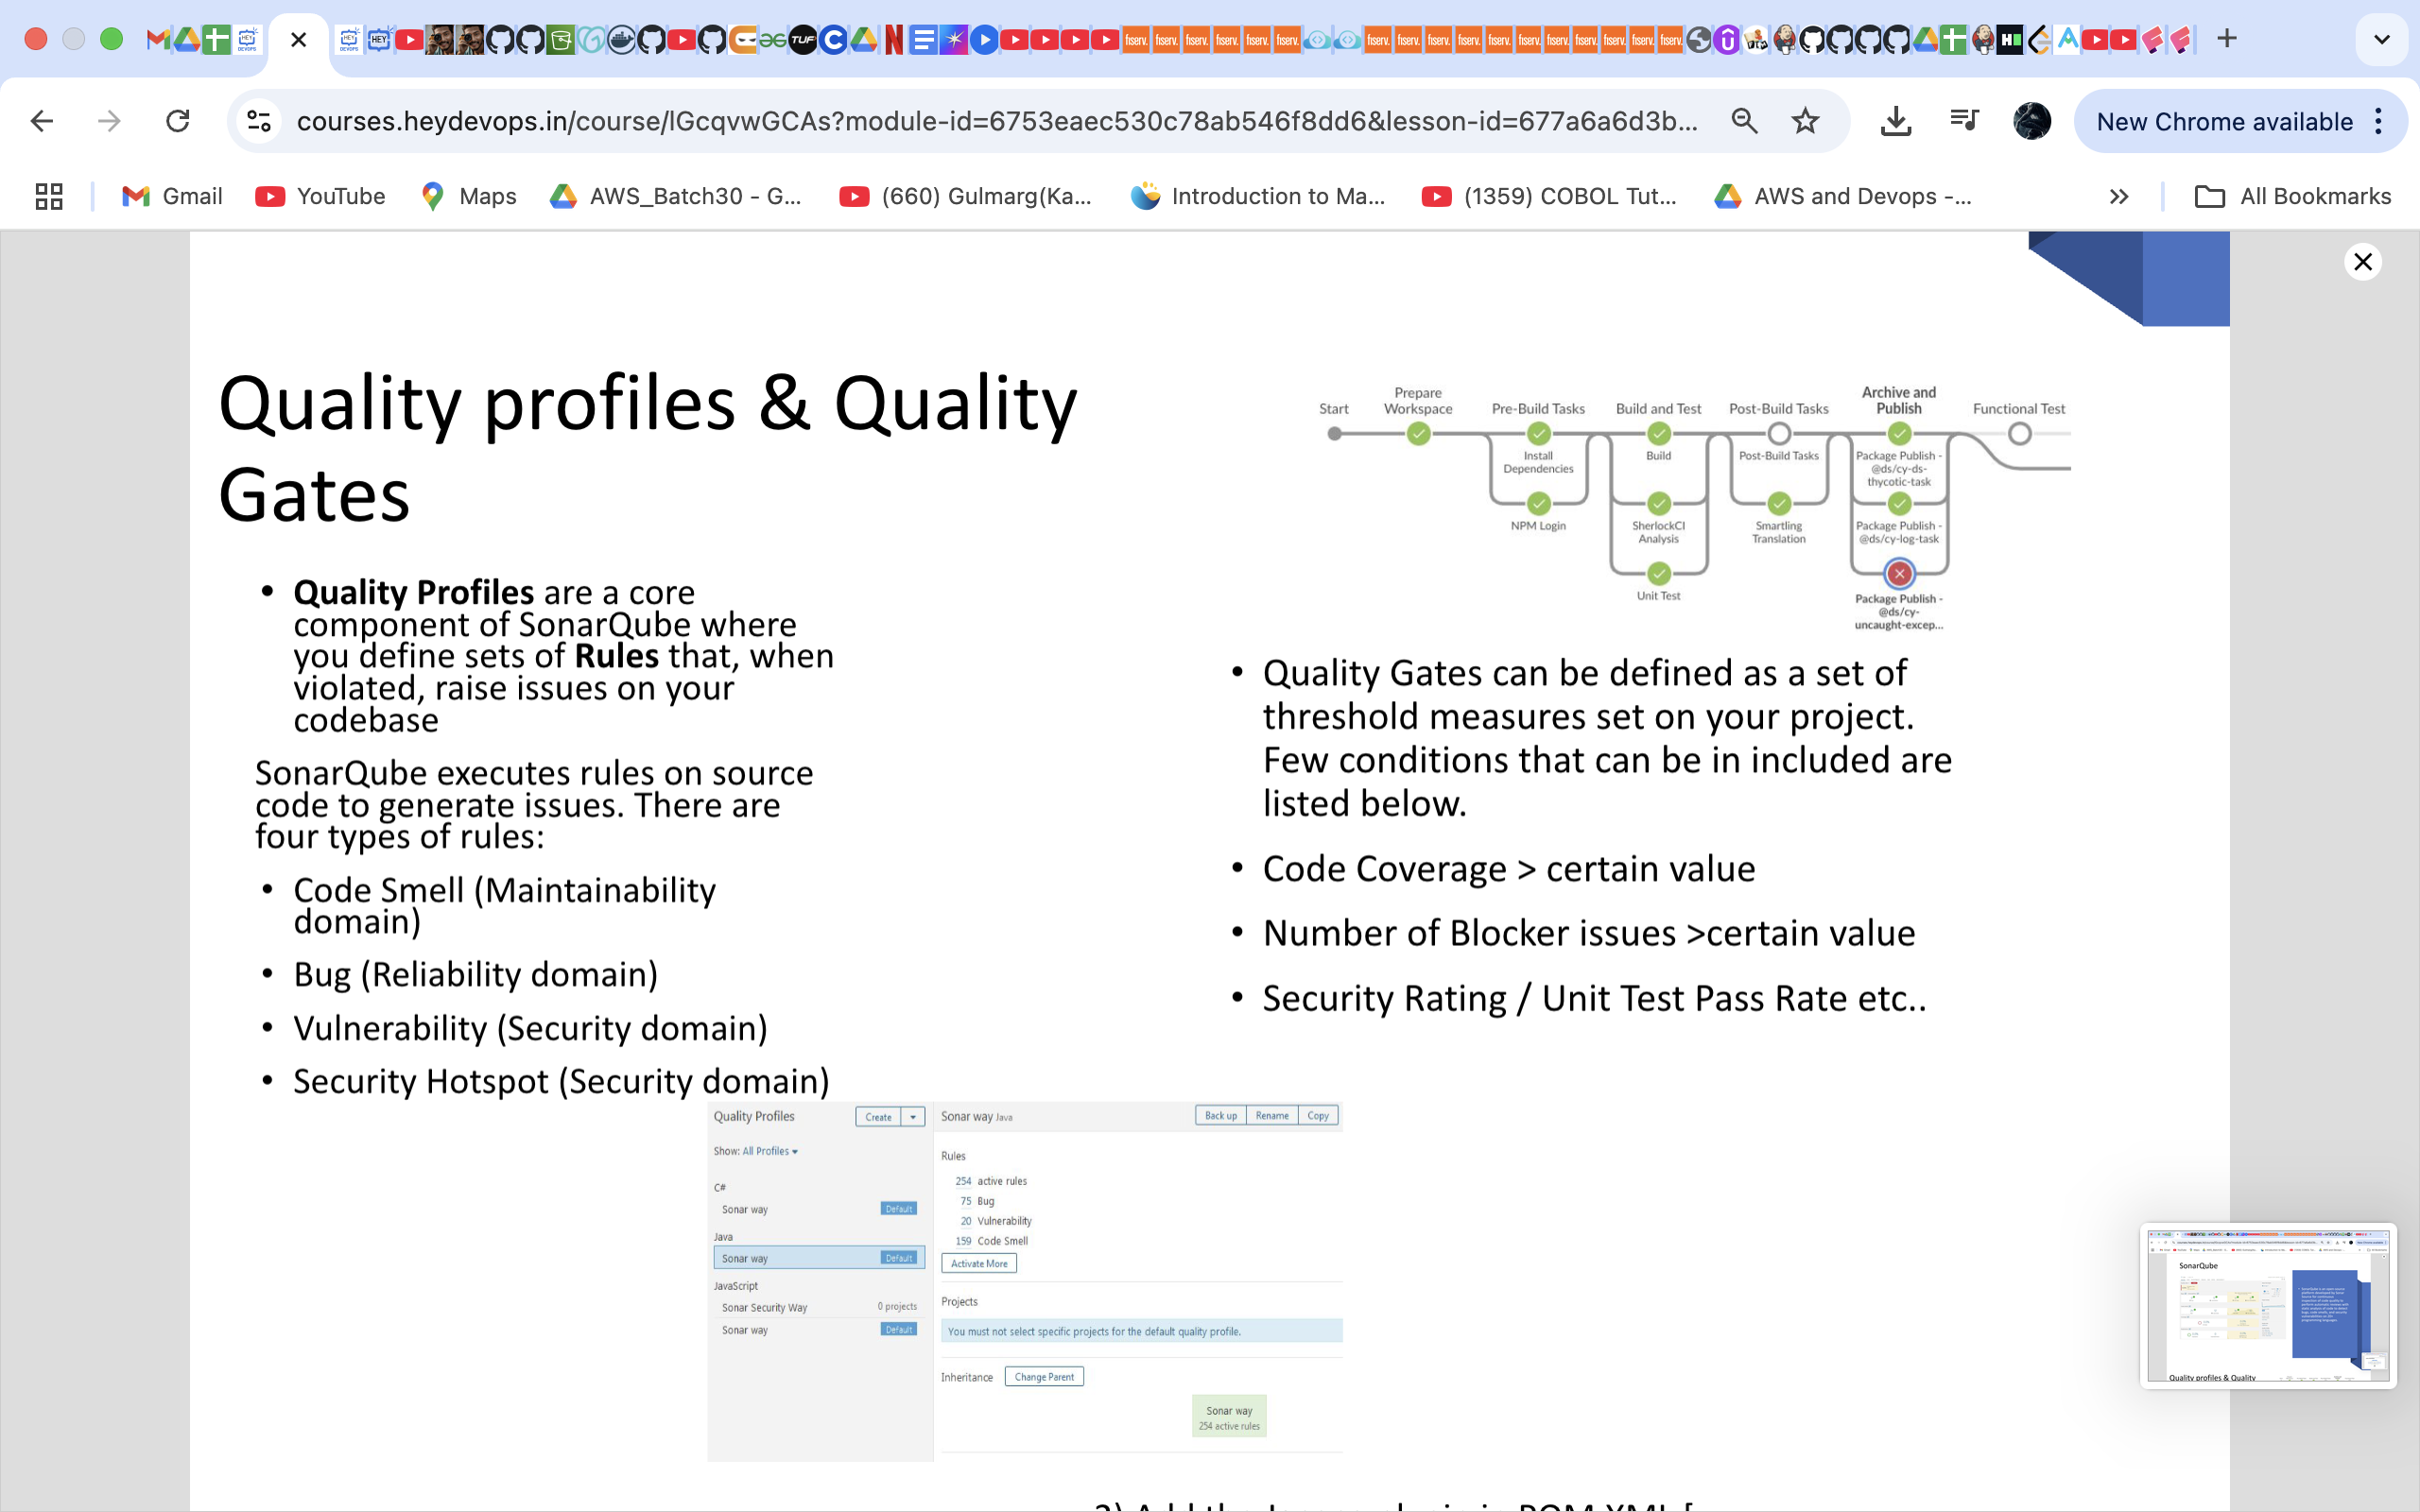 courses.heydevops.in/course/lGcqvwGCAs?module-id=6753eaec530c78ab546f8dd6&lesson-id=677a6a6d3b...
New Chrome available
Gmail
YouTube
Maps
AWS_Batch30 - G...
(660) Gulmarg(Ka...
Introduction to Ma...
(1359) COBOL Tut...
AWS and Devops -...
All Bookmarks
Quality profiles & Quality
Gates
• Quality Profiles are a core
component of SonarQube where
you define sets of Rules that, when
violated, raise issues on your
codebase
SonarQube executes rules on source
code to generate issues. There are
four types of rules:
• Code Smell (Maintainability
domain)
• Bug (Reliability domain)
• Vulnerability (Security domain)
• Security Hotspot (Security domain)
Start
Prepare
Workspace
Pre-Build Tasks
Build and Test
Post-Build Tasks
Archive and
Publish
Functional Test
Install
Dependencies
Build
Post-Build Tasks
Package Publish -
@ds/cy-ds-
thycotic-task
NPM Login
SherlockCI
Analysis
Smartling
Translation
Package Publish -
@ds/cy-log-task
Unit Test
Package Publish -
@ds/cy-
uncaught-excep...
• Quality Gates can be defined as a set of
threshold measures set on your project.
Few conditions that can be in included are
listed below.
• Code Coverage > certain value
• Number of Blocker issues >certain value
• Security Rating / Unit Test Pass Rate etc..
Quality Profiles
Create
Show: All Profiles
C#
Sonar way
Default
Java
Sonar way
Default
JavaScript
Sonar Security Way
0 projects
Sonar way
Default
Sonar way Java
Back up
Rename
Copy
Rules
254 active rules
75 Bug
20 Vulnerability
159 Code Smell
Activate More
Projects
You must not select specific projects for the default quality profile.
Inheritance
Change Parent
Sonar way
254 active rules
SonarQube
Quality profiles & Quality